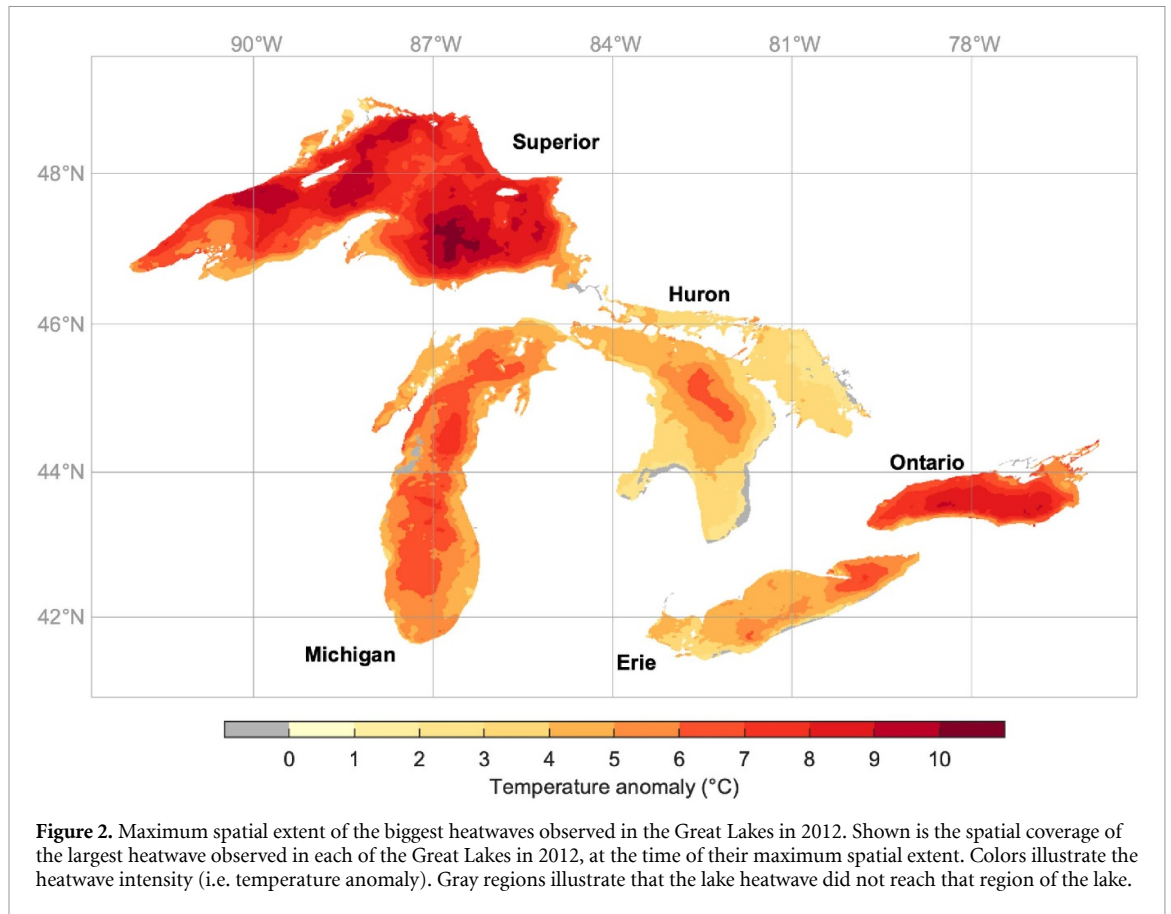 90°W 87°W 84°W 81°W 78°W
Superior
48°N
Huron
46°N
Ontario
44°N
42°N
Michigan
Erie
0 1 2 3 4 5 6 7 8 9 10
Temperature anomaly (°C)
Figure 2. Maximum spatial extent of the biggest heatwaves observed in the Great Lakes in 2012. Shown is the spatial coverage of
the largest heatwave observed in each of the Great Lakes in 2012, at the time of their maximum spatial extent. Colors illustrate the
heatwave intensity (i.e. temperature anomaly). Gray regions illustrate that the lake heatwave did not reach that region of the lake.